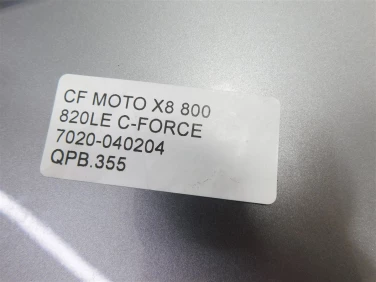 CF MOTO X8 800
820LE C-FORCE
7020-040204
QPB.355